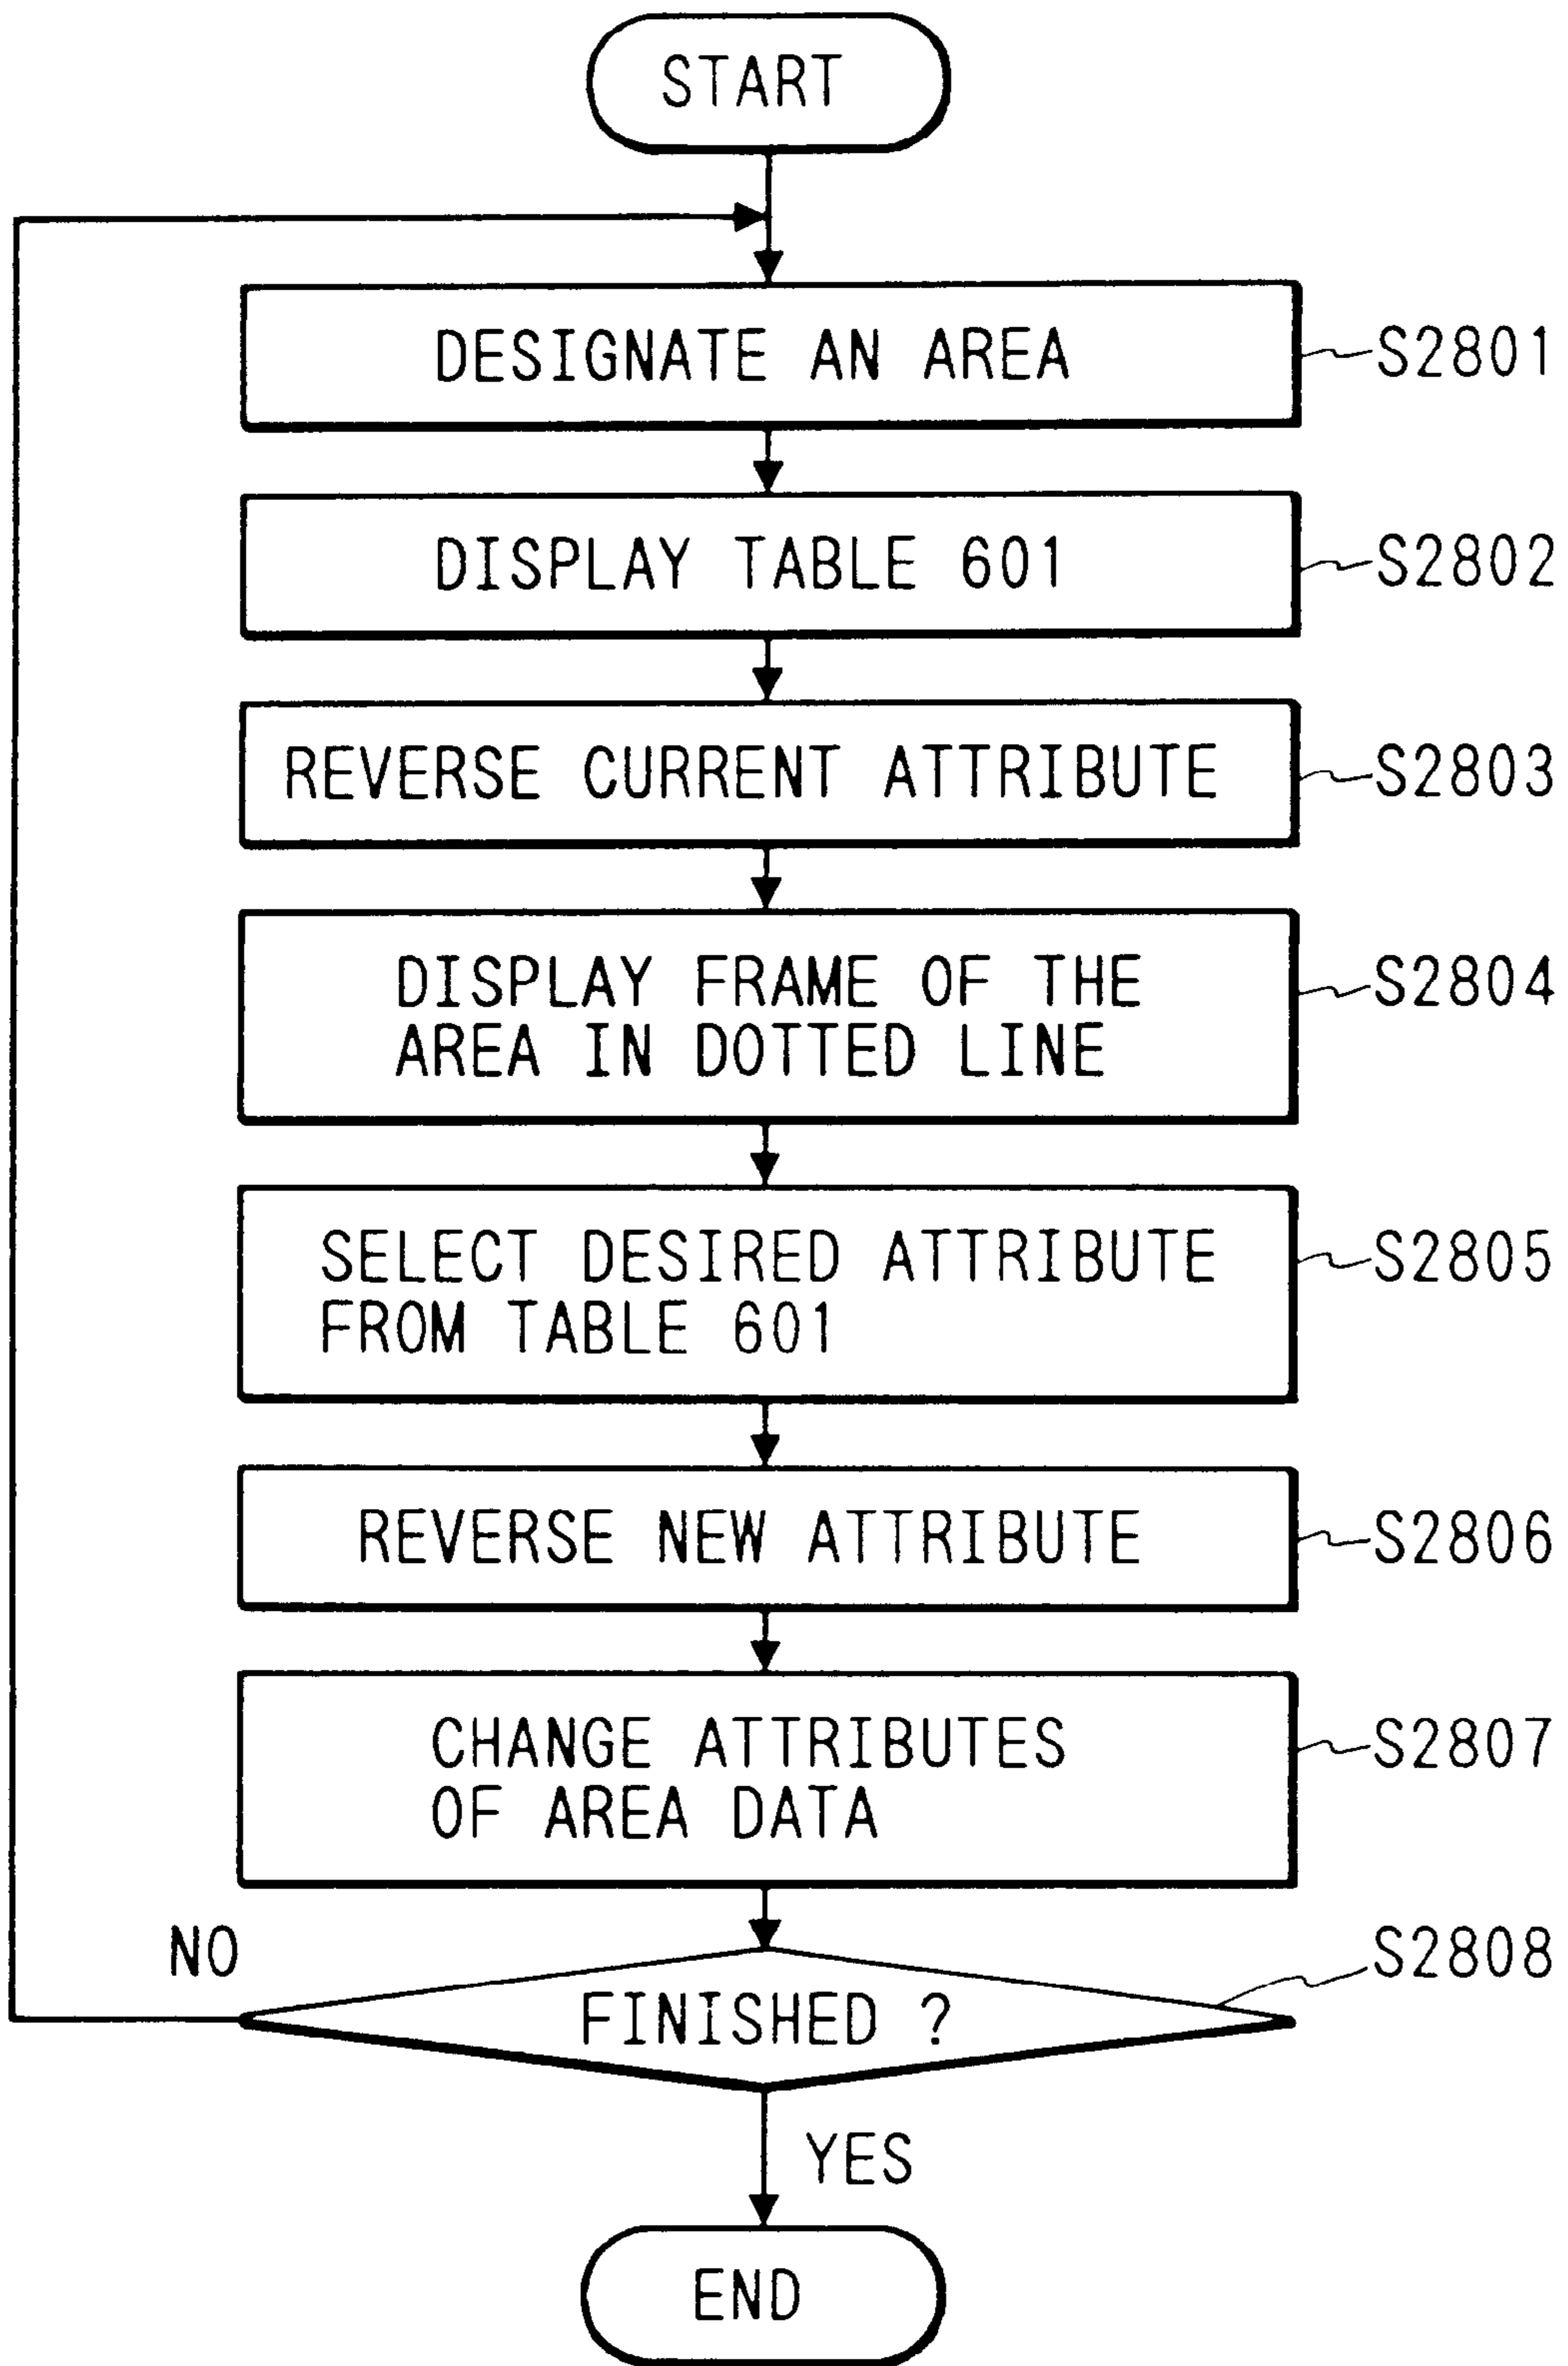 START
DESIGNATE AN AREA
S2801
DISPLAY TABLE 601
S2802
REVERSE CURRENT ATTRIBUTE
S2803
DISPLAY FRAME OF THE
AREA IN DOTTED LINE
S2804
SELECT DESIRED ATTRIBUTE
FROM TABLE 601
S2805
REVERSE NEW ATTRIBUTE
S2806
CHANGE ATTRIBUTES
OF AREA DATA
S2807
NO
FINISHED ?
S2808
YES
END